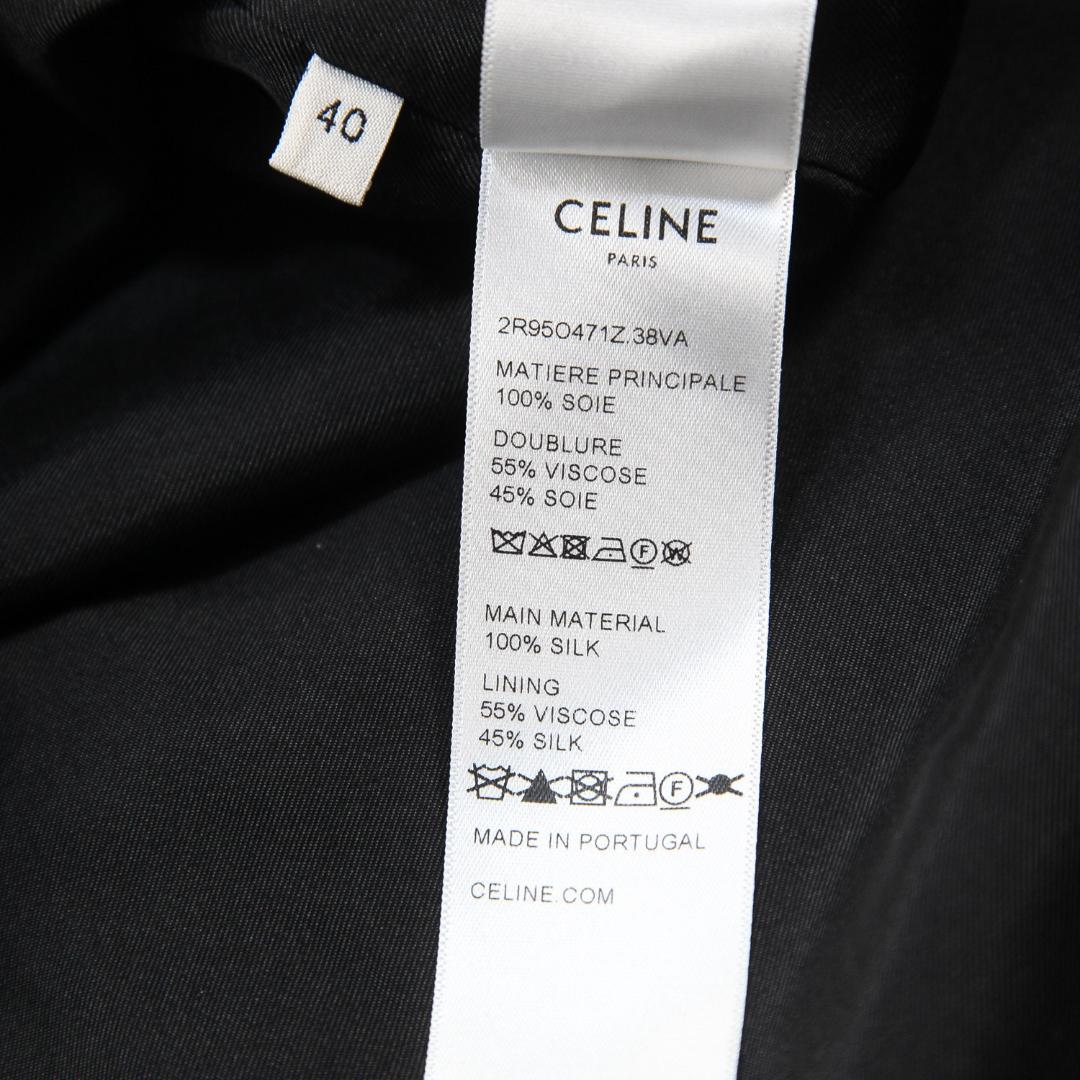 40
CELINE
PARIS
2R95O471Z.38VA
MATIERE PRINCIPALE
100% SOIE
DOUBLURE
55% VISCOSE
45% SOIE
F W
MAIN MATERIAL
100% SILK
LINING
55% VISCOSE
45% SILK
F
MADE IN PORTUGAL
CELINE.COM